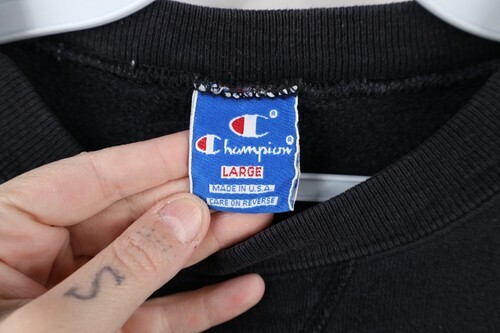 C®
Champion®
LARGE
MADE IN U.S.A.
CARE ON REVERSE
S